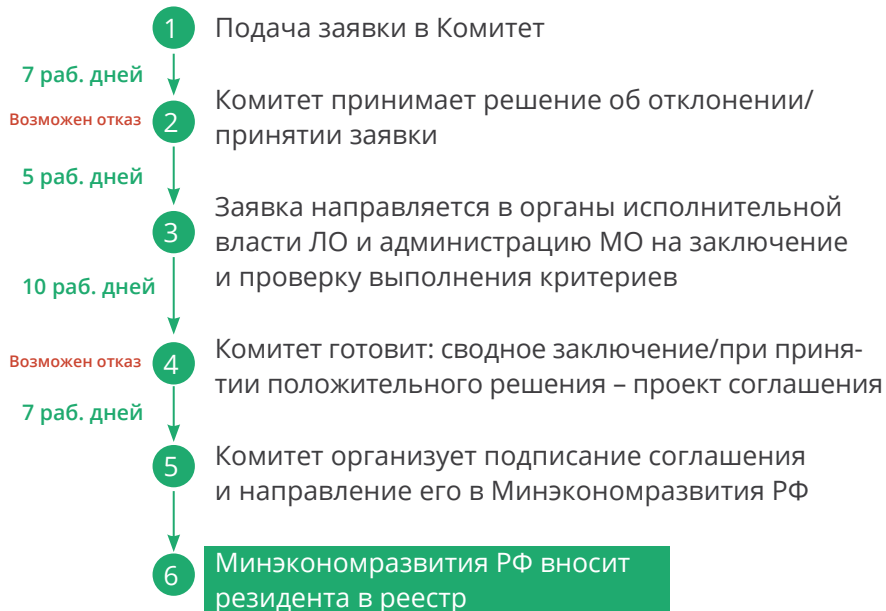 1
Подача заявки в Комитет
7 раб. дней
Возможен отказ
2
Комитет принимает решение об отклонении/
принятии заявки
5 раб. дней
3
Заявка направляется в органы исполнительной
власти ЛО и администрацию МО на заключение
и проверку выполнения критериев
10 раб. дней
Возможен отказ
4
Комитет готовит: сводное заключение/при приня-
тии положительного решения – проект соглашения
7 раб. дней
5
Комитет организует подписание соглашения
и направление его в Минэкономразвития РФ
6
Минэкономразвития РФ вносит
резидента в реестр